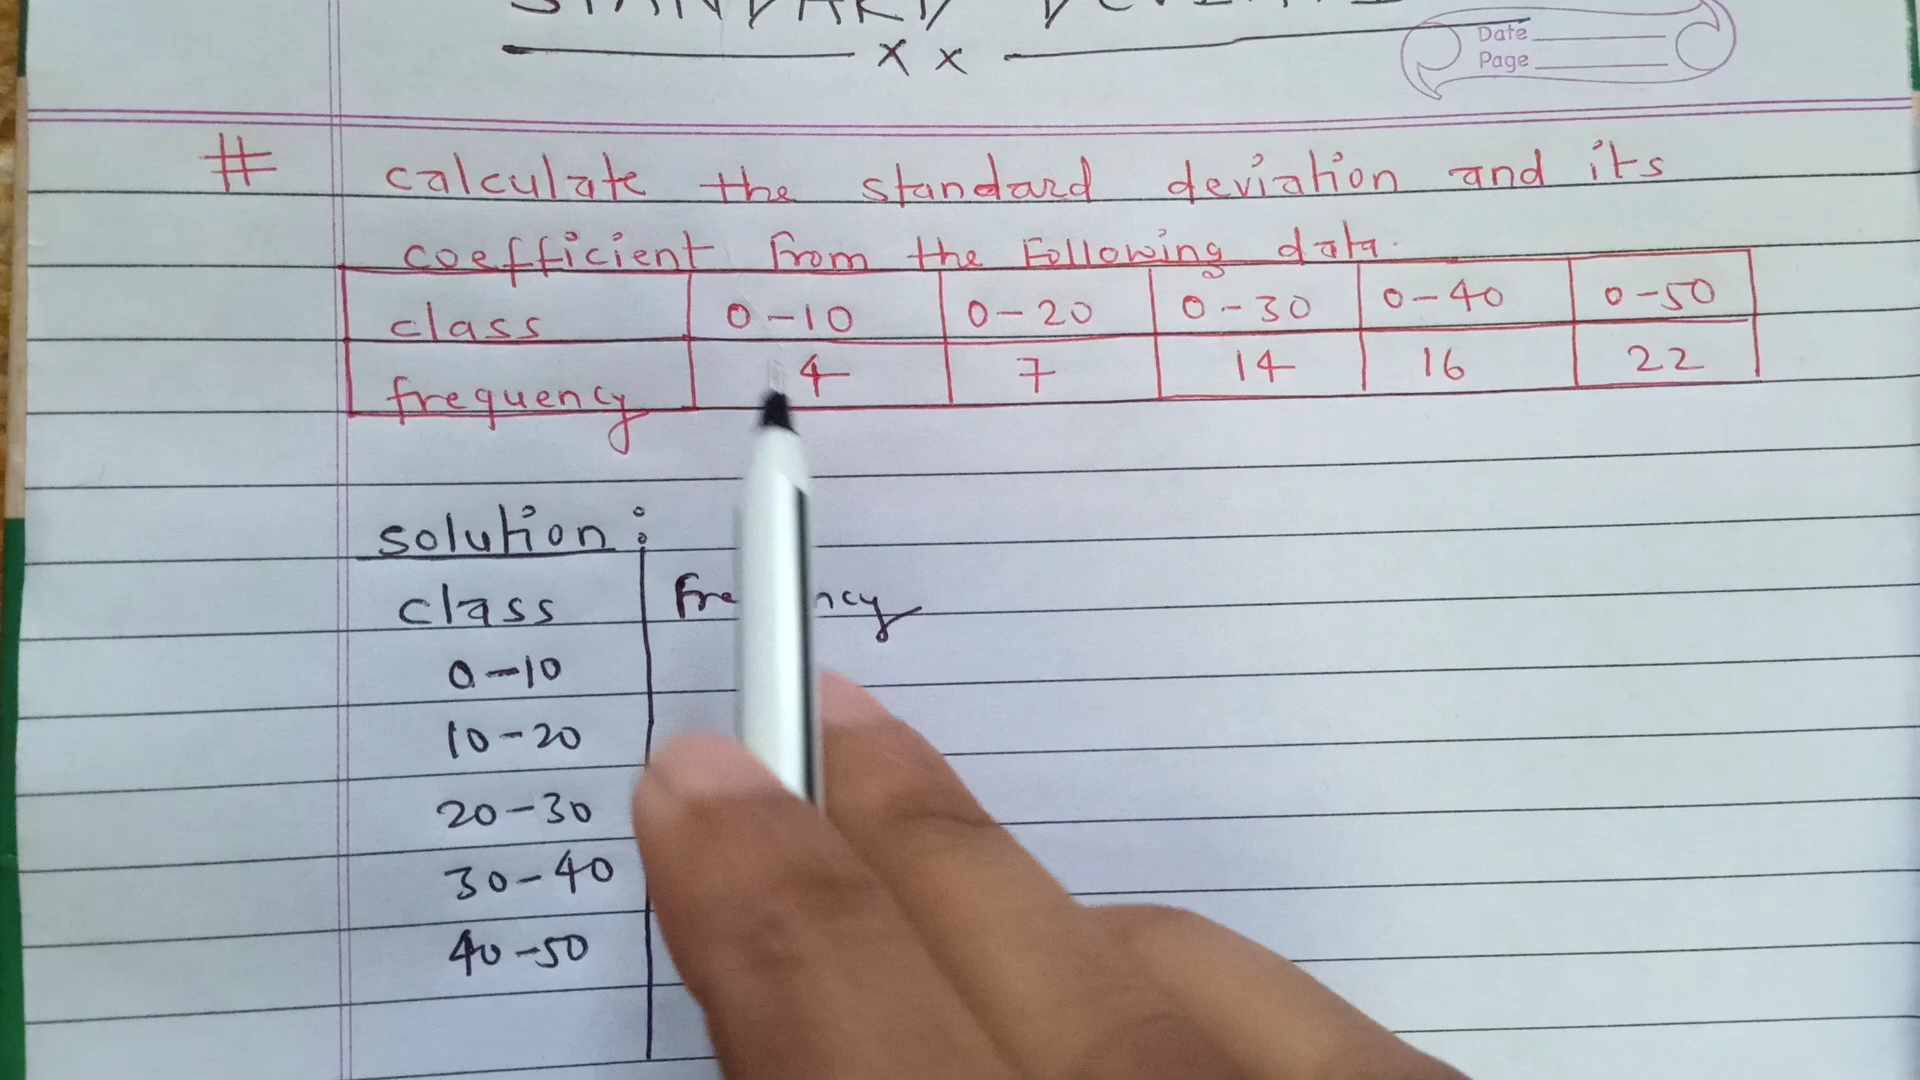 Date
Page
x x
# calculate the standard deviation and its
coefficient from the following data.
class 0-10 0-20 0-30 0-40 0-50
frequency 4 7 14 16 22
solution:
class
0-10
10-20
20-30
30-40
40-50